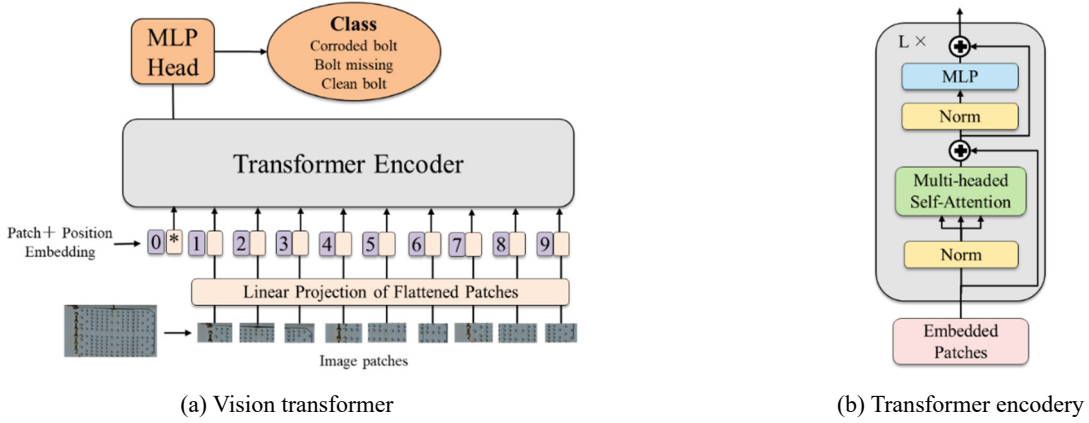 MLP
Head
Class
Corroded bolt
Bolt missing
Clean bolt
Transformer Encoder
Patch+ Position
Embedding
0 * 1 2 3 4 5 6 7 8 9
Linear Projection of Flattened Patches
Image patches
(a) Vision transformer
L ×
MLP
Norm
Multi-headed
Self-Attention
Norm
Embedded
Patches
(b) Transformer encodery